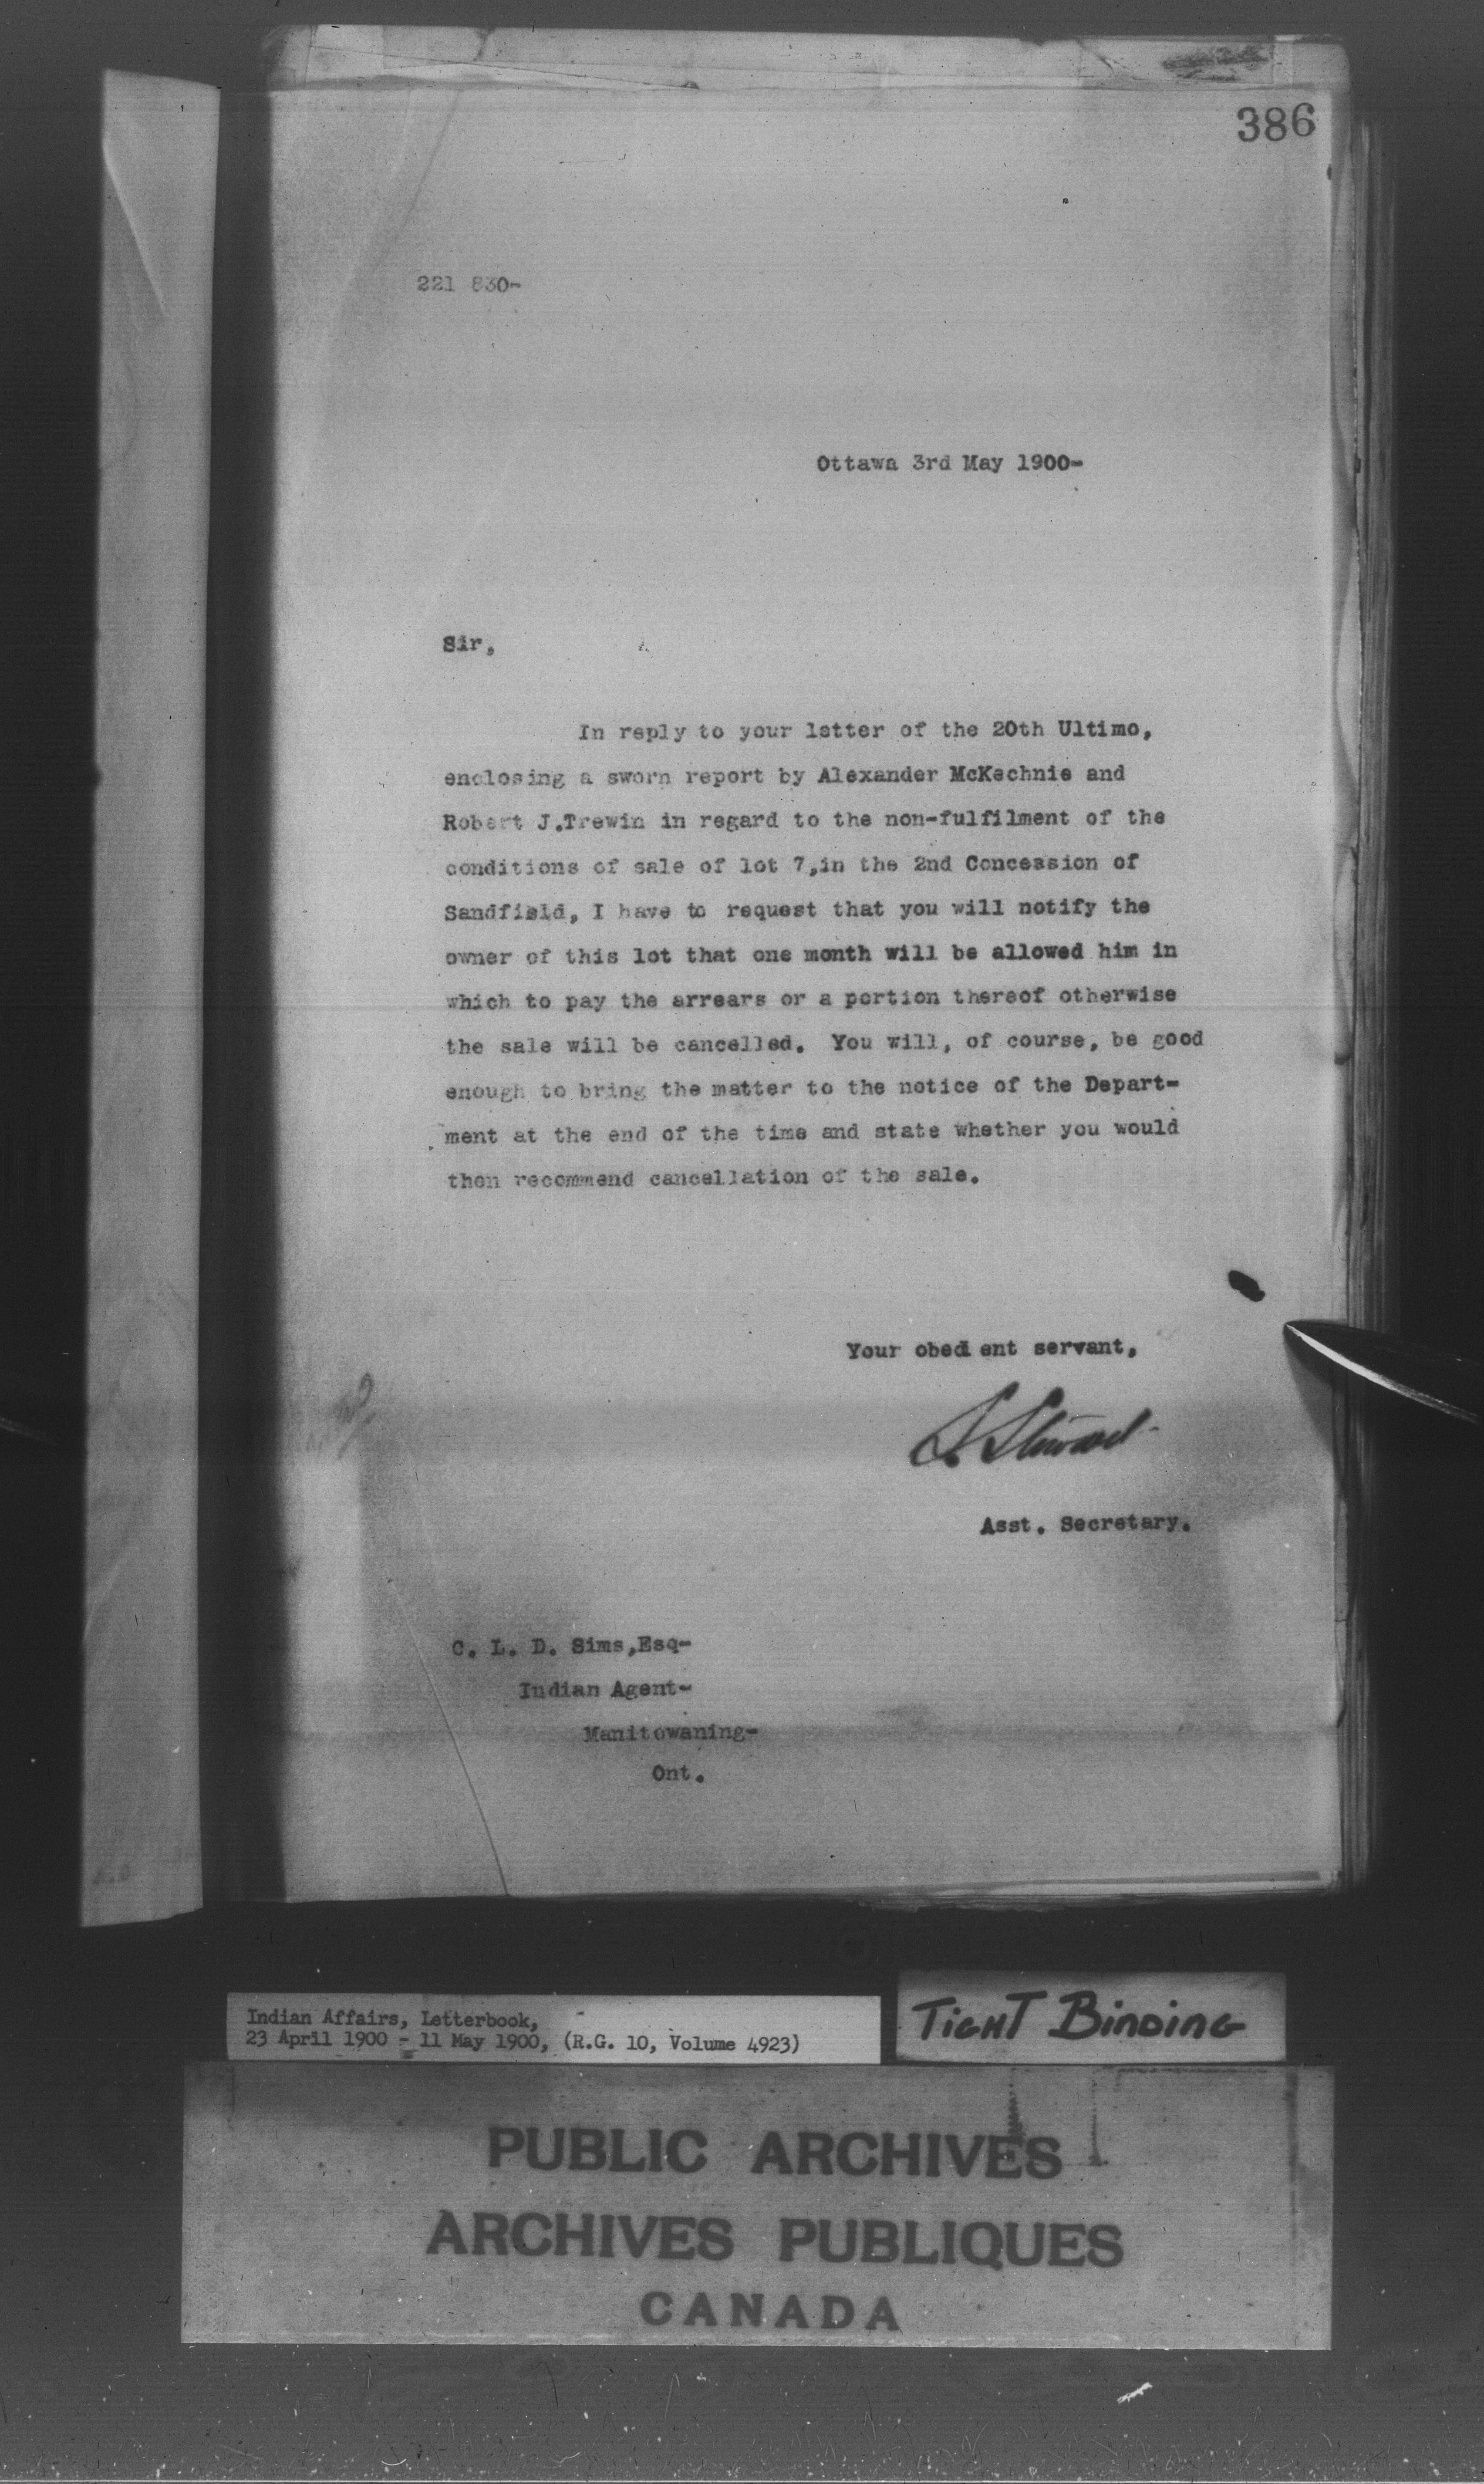 386
221 830-
Ottawa 3rd May 1900-
Sir,
In reply to your letter of the 20th Ultimo,
enclosing a sworn report by Alexander McKechnie and
Robert J.Trewin in regard to the non-fulfilment of the
conditions of sale of lot 7,in the 2nd Concession of
Sandfield, I have to request that you will notify the
owner of this lot that one month will be allowed him in
which to pay the arrears or a portion thereof otherwise
the sale will be cancelled. You will, of course, be good
enough to bring the matter to the notice of the Depart-
ment at the end of the time and state whether you would
then recommend cancellation of the sale.
Your obedient servant,
S. Stewart
Asst. Secretary.
C. L. D. Sims,Esq-
Indian Agent-
Manitowaning-
Ont.
Indian Affairs, Letterbook,
23 April 1900 - 11 May 1900, (R.G. 10, Volume 4923)
TIGHT BINDING
PUBLIC ARCHIVES
ARCHIVES PUBLIQUES
CANADA